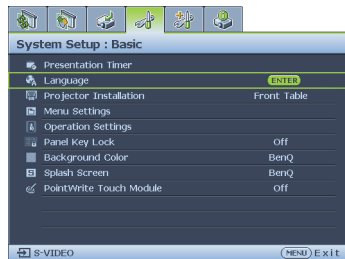 System Setup : Basic
Presentation Timer
Language ENTER
Projector Installation Front Table
Menu Settings
Operation Settings
Panel Key Lock Off
Background Color BenQ
Splash Screen BenQ
PointWrite Touch Module Off
S-VIDEO MENU Exit